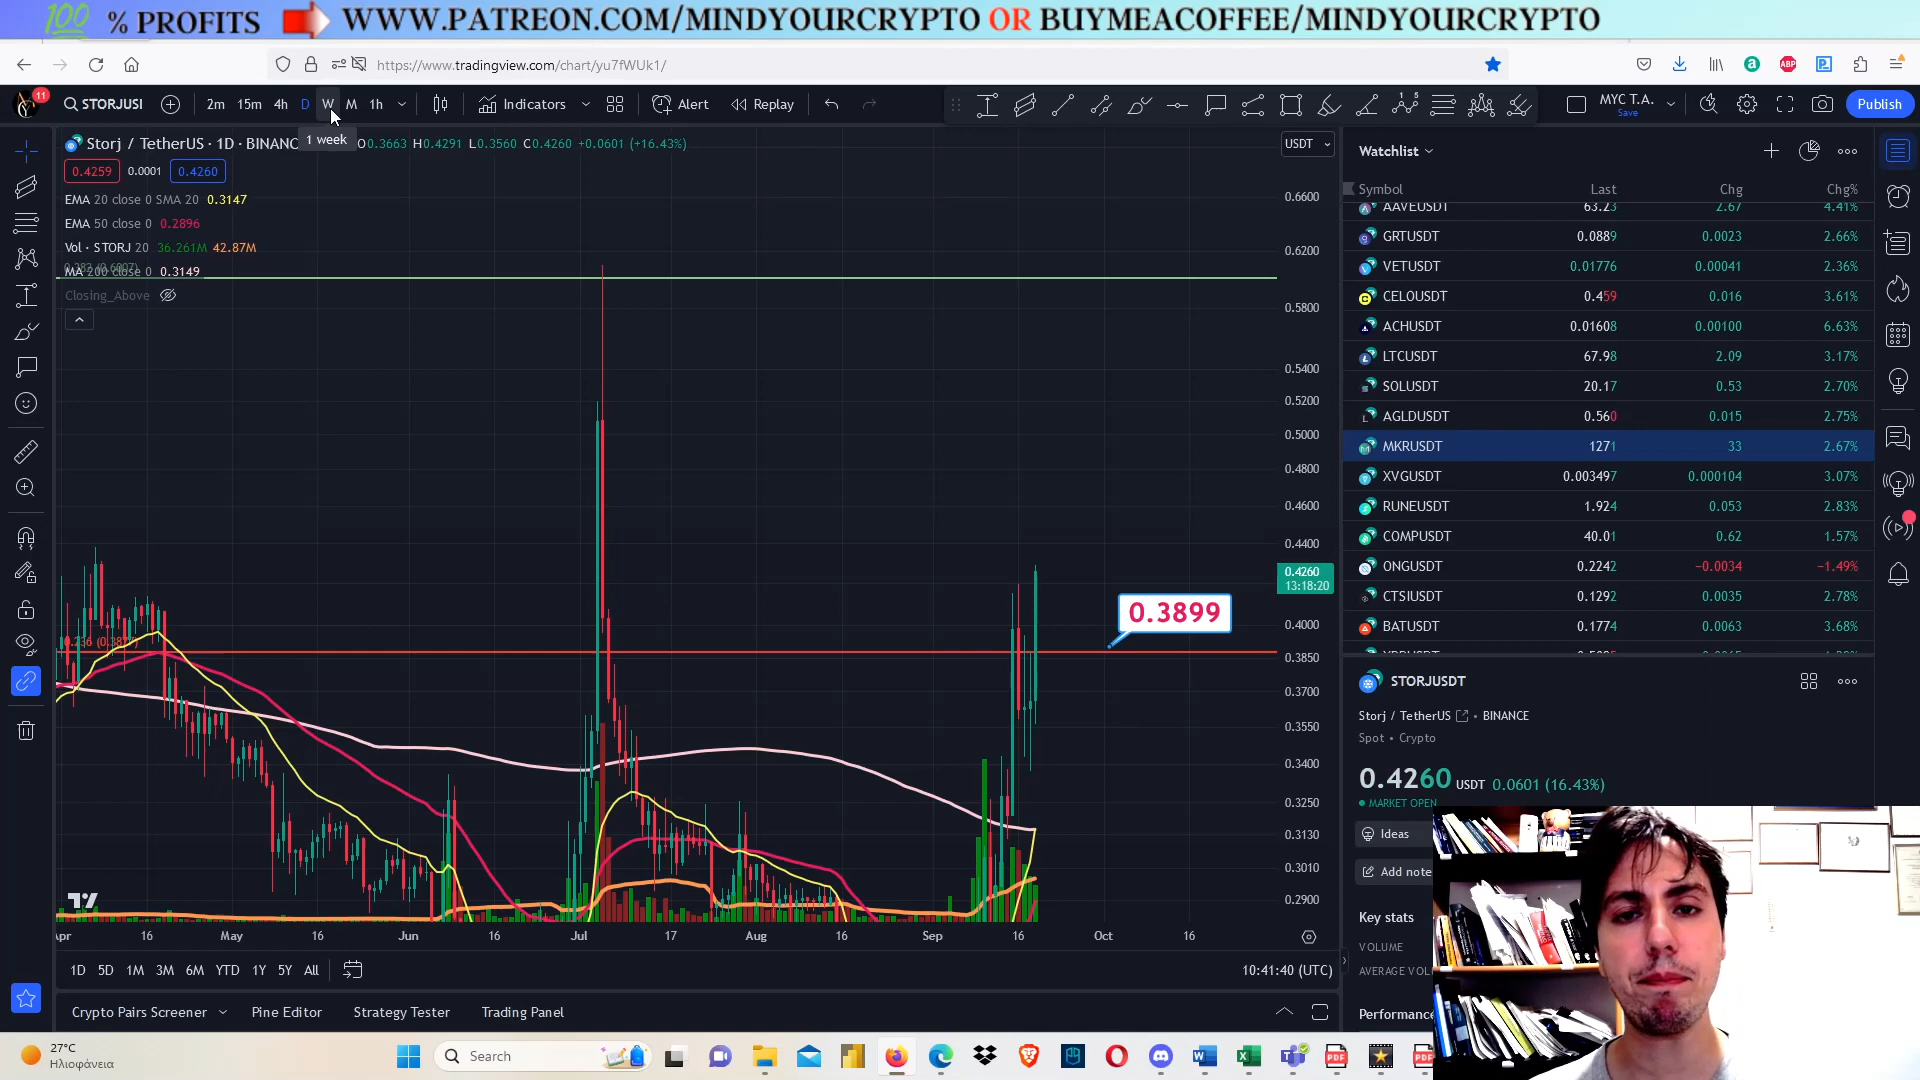 💯 % PROFITS ➡ WWW.PATREON.COM/MINDYOURCRYPTO OR BUYMEACOFFEE/MINDYOURCRYPTO
https://www.tradingview.com/chart/yu7fWUk1/
11 STORJUSI 2m 15m 4h D W M 1h Indicators Alert Replay MYC T.A. Save Publish
Storj / TetherUS · 1D · BINANC O0.3663 H0.4291 L0.3560 C0.4260 +0.0601 (+16.43%)
1 week
USDT
0.4259 0.0001 0.4260
EMA 20 close 0 SMA 20 0.3147
EMA 50 close 0 0.2896
Vol · STORJ 20 36.261M 42.87M
MA 200 close 0 0.3149
Closing_Above
0.6600
0.6200
0.5800
0.5400
0.5200
0.5000
0.4800
0.4600
0.4400
0.4260
13:18:20
0.4000
0.3850
0.3700
0.3550
0.3400
0.3250
0.3130
0.3010
0.2900
0.3899
Apr 16 May 16 Jun 16 Jul 17 Aug 16 Sep 16 Oct 16
1D 5D 1M 3M 6M YTD 1Y 5Y All 10:41:40 (UTC)
Crypto Pairs Screener Pine Editor Strategy Tester Trading Panel
Watchlist
Symbol Last Chg Chg%
AAVEUSDT 63.23 2.67 4.41%
GRTUSDT 0.0889 0.0023 2.66%
VETUSDT 0.01776 0.00041 2.36%
CELOUSDT 0.459 0.016 3.61%
ACHUSDT 0.01608 0.00100 6.63%
LTCUSDT 67.98 2.09 3.17%
SOLUSDT 20.17 0.53 2.70%
AGLDUSDT 0.560 0.015 2.75%
MKRUSDT 1271 33 2.67%
XVGUSDT 0.003497 0.000104 3.07%
RUNEUSDT 1.924 0.053 2.83%
COMPUSDT 40.01 0.62 1.57%
ONGUSDT 0.2242 −0.0034 −1.49%
CTSIUSDT 0.1292 0.0035 2.78%
BATUSDT 0.1774 0.0063 3.68%
STORJUSDT
Storj / TetherUS • BINANCE
Spot • Crypto
0.4260 USDT 0.0601 (16.43%)
MARKET OPEN
Ideas
Add note
Key stats
VOLUME
AVERAGE VOL
Performance
27°C
Ηλιοφάνεια
Search